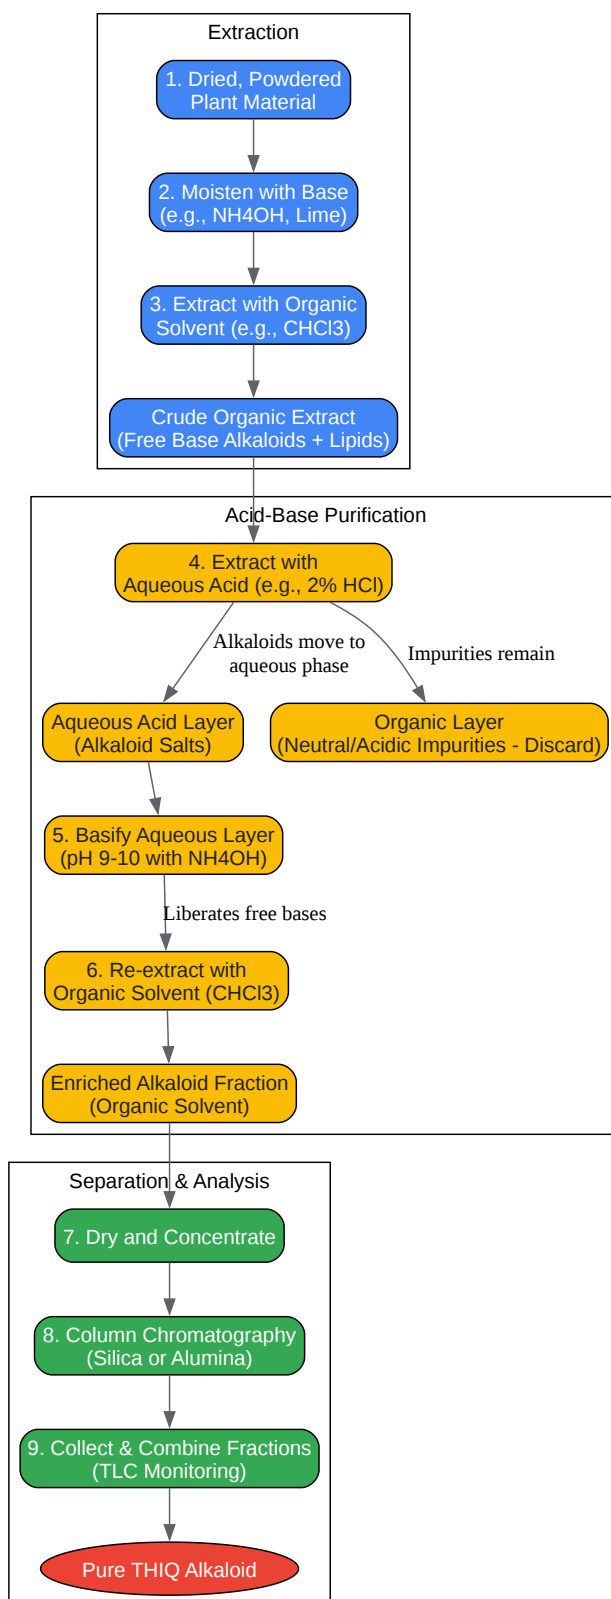 Extraction
1. Dried, Powdered
Plant Material
2. Moisten with Base
(e.g., NH4OH, Lime)
3. Extract with Organic
Solvent (e.g., CHCl3)
Crude Organic Extract
(Free Base Alkaloids + Lipids)
Acid-Base Purification
4. Extract with
Aqueous Acid (e.g., 2% HCl)
Alkaloids move to
aqueous phase
Impurities remain
Aqueous Acid Layer
(Alkaloid Salts)
Organic Layer
(Neutral/Acidic Impurities - Discard)
5. Basify Aqueous Layer
(pH 9-10 with NH4OH)
Liberates free bases
6. Re-extract with
Organic Solvent (CHCl3)
Enriched Alkaloid Fraction
(Organic Solvent)
Separation & Analysis
7. Dry and Concentrate
8. Column Chromatography
(Silica or Alumina)
9. Collect & Combine Fractions
(TLC Monitoring)
Pure THIQ Alkaloid